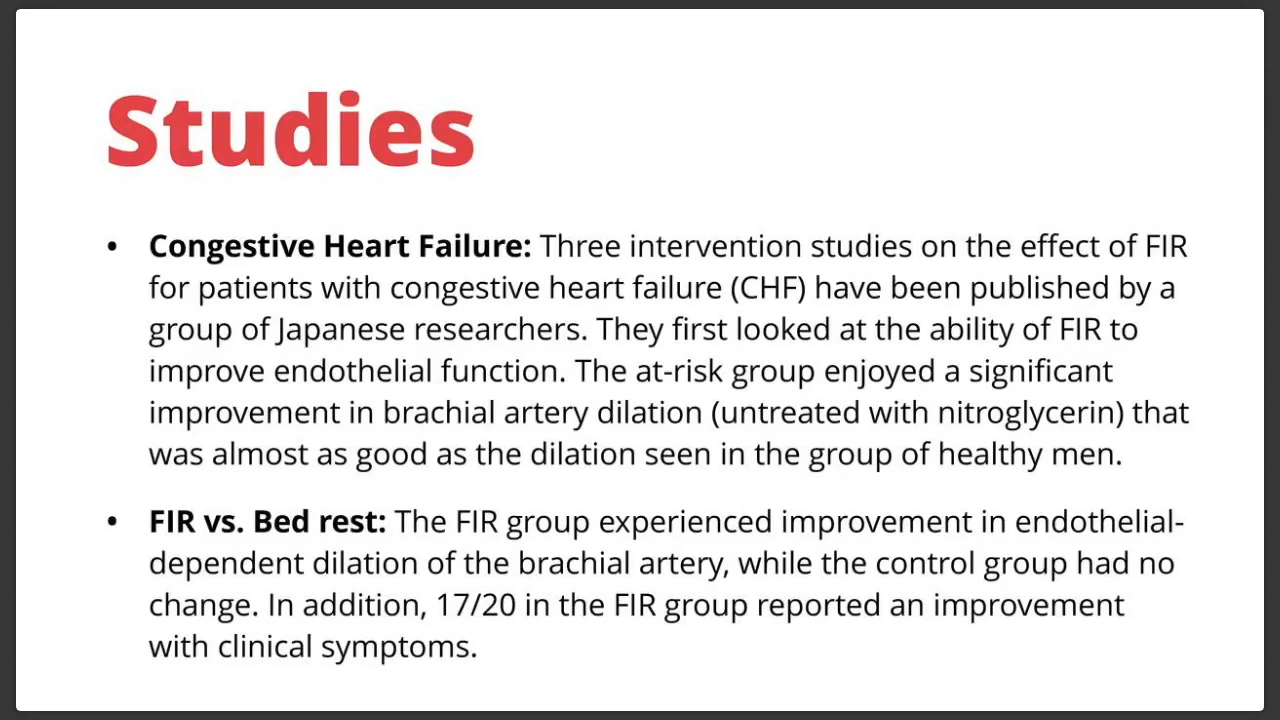 Studies
• Congestive Heart Failure: Three intervention studies on the effect of FIR
for patients with congestive heart failure (CHF) have been published by a
group of Japanese researchers. They first looked at the ability of FIR to
improve endothelial function. The at-risk group enjoyed a significant
improvement in brachial artery dilation (untreated with nitroglycerin) that
was almost as good as the dilation seen in the group of healthy men.
• FIR vs. Bed rest: The FIR group experienced improvement in endothelial-
dependent dilation of the brachial artery, while the control group had no
change. In addition, 17/20 in the FIR group reported an improvement
with clinical symptoms.